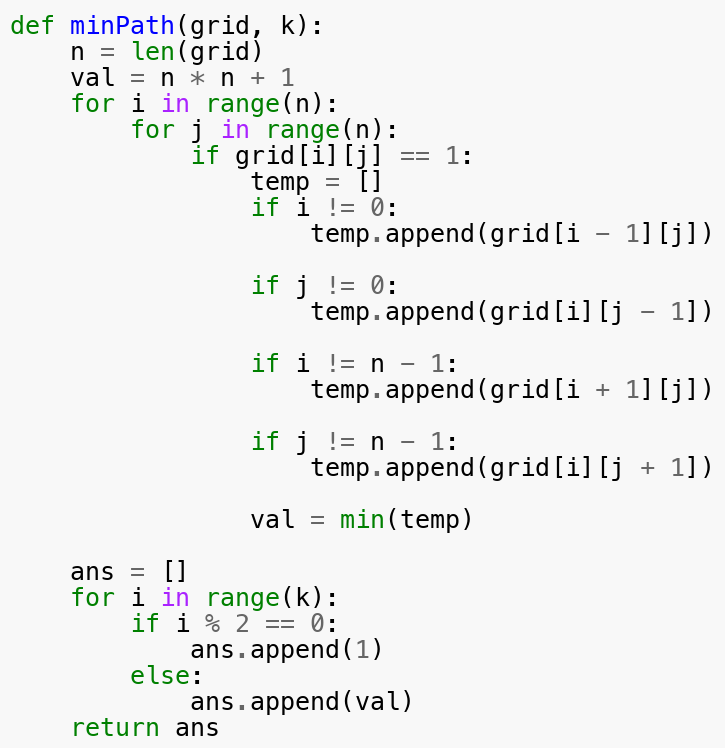 def minPath(grid, k):
    n = len(grid)
    val = n * n + 1
    for i in range(n):
        for j in range(n):
            if grid[i][j] == 1:
                temp = []
                if i != 0:
                    temp.append(grid[i - 1][j])

                if j != 0:
                    temp.append(grid[i][j - 1])

                if i != n - 1:
                    temp.append(grid[i + 1][j])

                if j != n - 1:
                    temp.append(grid[i][j + 1])

                val = min(temp)

    ans = []
    for i in range(k):
        if i % 2 == 0:
            ans.append(1)
        else:
            ans.append(val)
    return ans